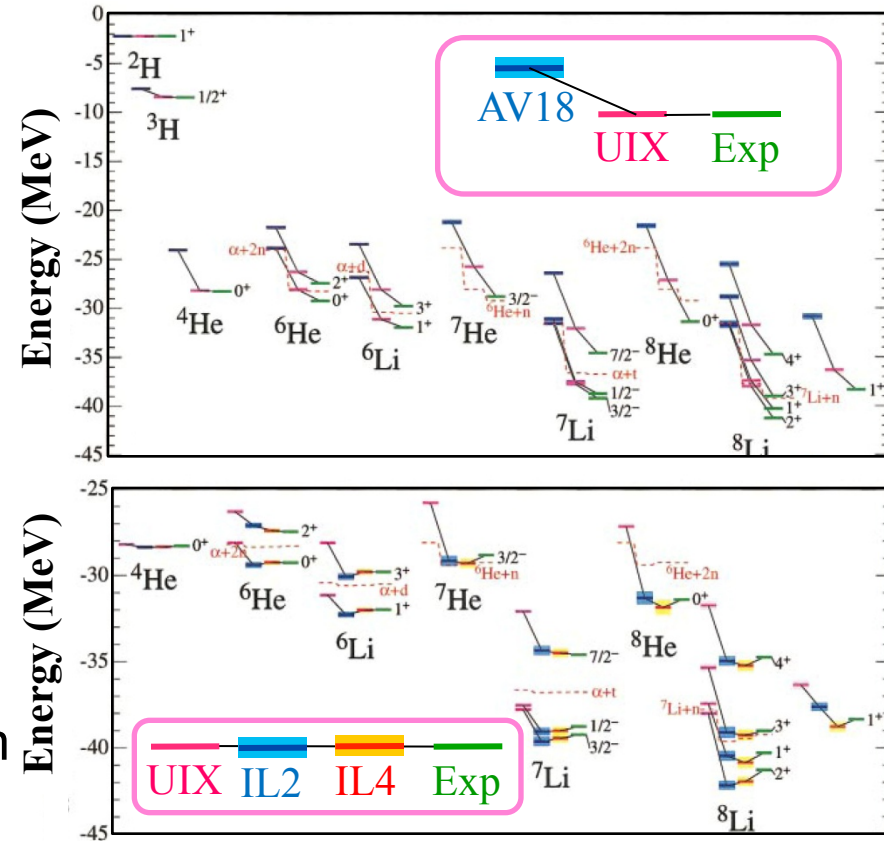 Energy (MeV)
0
-5
-10
-15
-20
-25
-30
-35
-40
-45
1⁺
²H
1/2⁺
³H
AV18
UIX
Exp
0⁺
⁴He
α+2n
2⁺
0⁺
⁶He
α+d
3⁺
1⁺
⁶Li
3/2⁻
⁶He+n
⁷He
7/2⁻
α+t
1/2⁻
3/2⁻
⁷Li
⁶He+2n
0⁺
⁸He
4⁺
3⁺
⁷Li+n
1⁺
2⁺
⁸Li
1⁺
Energy (MeV)
-25
-30
-35
-40
-45
0⁺
⁴He
2⁺
α+2n
0⁺
⁶He
3⁺
α+d
1⁺
⁶Li
3/2⁻
⁶He+n
⁷He
7/2⁻
α+t
1/2⁻
3/2⁻
⁷Li
⁶He+2n
0⁺
⁸He
4⁺
⁷Li+n
3⁺
1⁺
2⁺
⁸Li
1⁺
UIX IL2 IL4 Exp